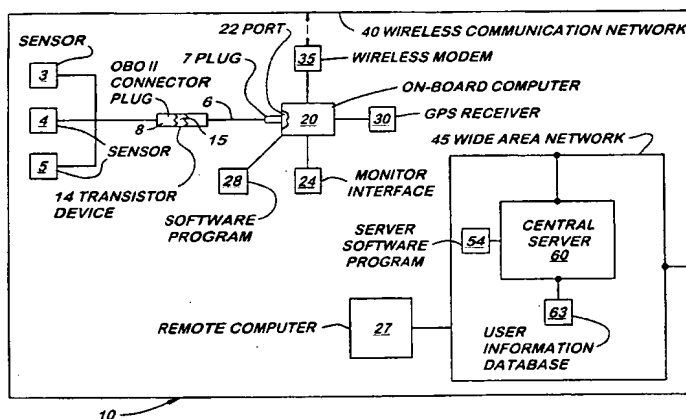 22 PORT
40 WIRELESS COMMUNICATION NETWORK
SENSOR
3
OBO II
CONNECTOR
PLUG
7 PLUG
35
WIRELESS MODEM
6
ON-BOARD COMPUTER
20
30
GPS RECEIVER
4
8
15
SENSOR
45 WIDE AREA NETWORK
5
14 TRANSISTOR
DEVICE
28
SOFTWARE
PROGRAM
24
MONITOR
INTERFACE
SERVER
SOFTWARE
PROGRAM
54
CENTRAL
SERVER
60
REMOTE COMPUTER
27
63
USER
INFORMATION
DATABASE
10